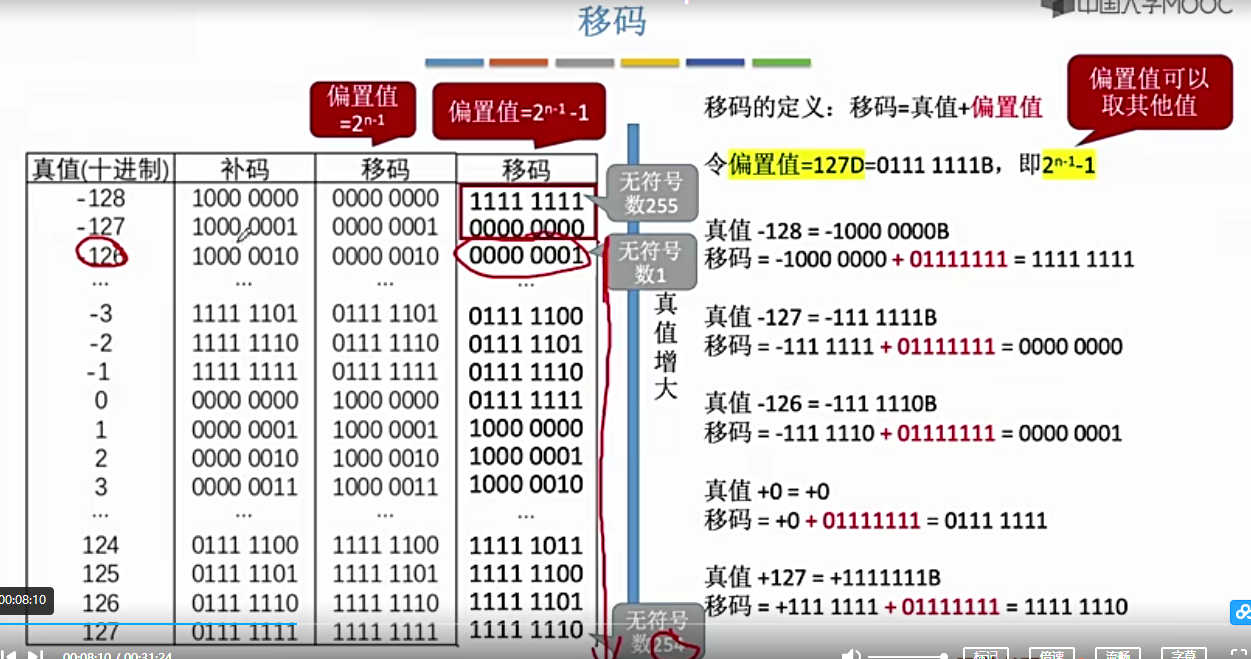 中国大学MOOC
移码
偏置值
=2ⁿ⁻¹
偏置值=2ⁿ⁻¹ -1
偏置值可以
取其他值
移码的定义：移码=真值+偏置值
令偏置值=127D=0111 1111B，即2ⁿ⁻¹-1
真值(十进制) 补码 移码 移码
-128 1000 0000 0000 0000 1111 1111
-127 1000 0001 0000 0001 0000 0000
-126 1000 0010 0000 0010 0000 0001
... ... ... ...
-3 1111 1101 0111 1101 0111 1100
-2 1111 1110 0111 1110 0111 1101
-1 1111 1111 0111 1111 0111 1110
0 0000 0000 1000 0000 0111 1111
1 0000 0001 1000 0001 1000 0000
2 0000 0010 1000 0010 1000 0001
3 0000 0011 1000 0011 1000 0010
... ... ... ...
124 0111 1100 1111 1100 1111 1011
125 0111 1101 1111 1101 1111 1100
126 0111 1110 1111 1110 1111 1101
127 0111 1111 1111 1111 1111 1110
无符号
数255
无符号
数1
真值增大
无符号
数254
真值 -128 = -1000 0000B
移码 = -1000 0000 + 01111111 = 1111 1111
真值 -127 = -111 1111B
移码 = -111 1111 + 01111111 = 0000 0000
真值 -126 = -111 1110B
移码 = -111 1110 + 01111111 = 0000 0001
真值 +0 = +0
移码 = +0 + 01111111 = 0111 1111
真值 +127 = +1111111B
移码 = +111 1111 + 01111111 = 1111 1110
00:08:10
00:08:10 / 00:31:24
标记 倍速 流畅 字幕